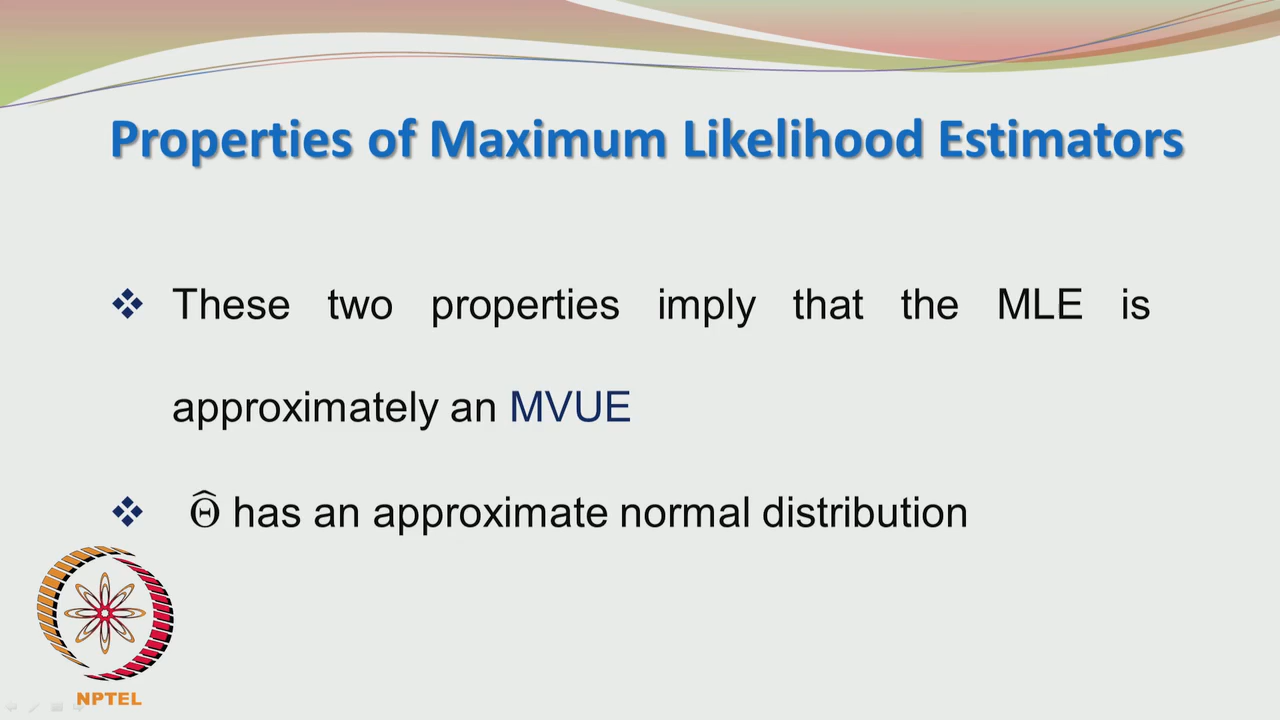 Properties of Maximum Likelihood Estimators
❖ These two properties imply that the MLE is
approximately an MVUE
❖ Θ̂ has an approximate normal distribution
NPTEL